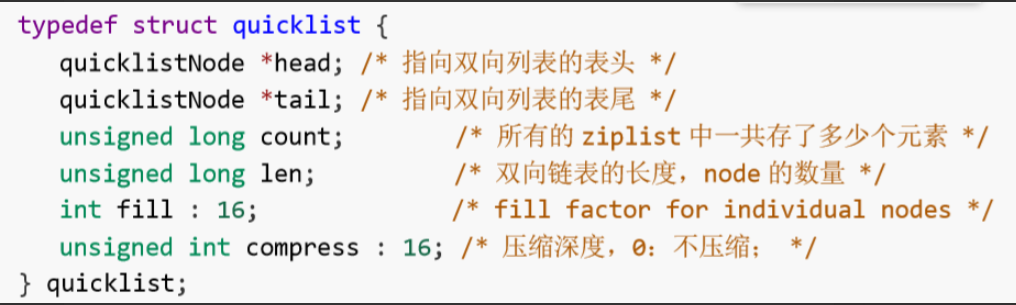 typedef struct quicklist {
quicklistNode *head; /* 指向双向列表的表头 */
quicklistNode *tail; /* 指向双向列表的表尾 */
unsigned long count; /* 所有的 ziplist 中一共存了多少个元素 */
unsigned long len; /* 双向链表的长度，node 的数量 */
int fill : 16; /* fill factor for individual nodes */
unsigned int compress : 16; /* 压缩深度，0：不压缩； */
} quicklist;